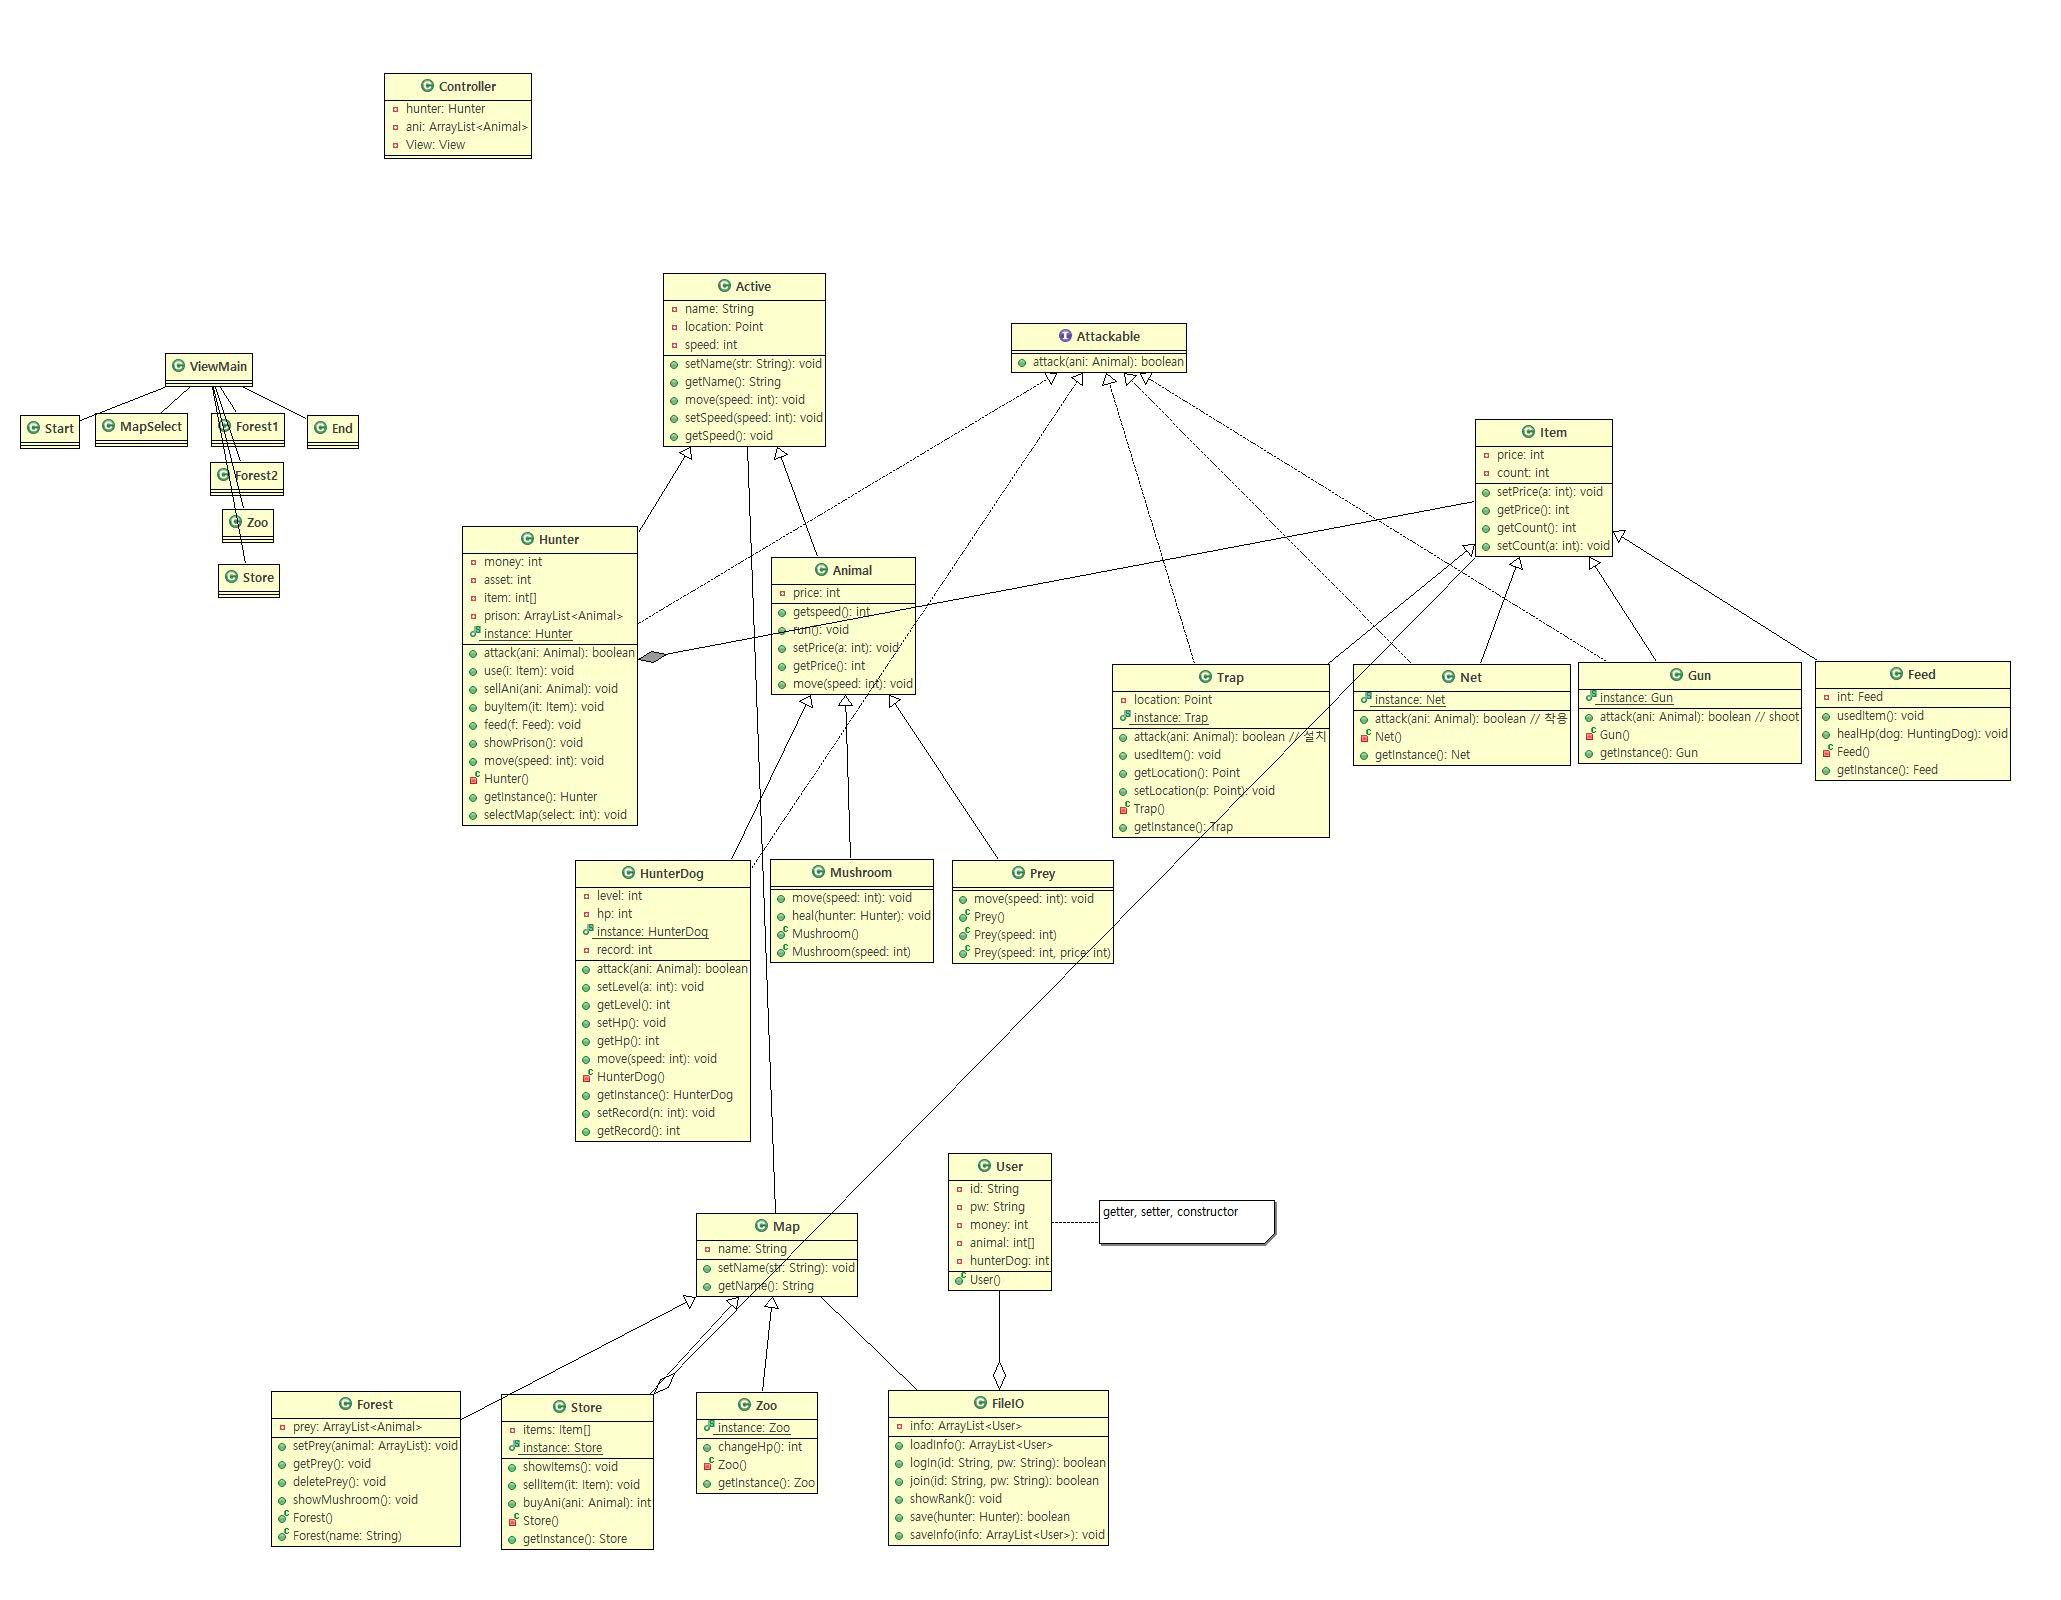 Controller
hunter: Hunter
ani: ArrayList<Animal>
View: View
Active
name: String
location: Point
speed: int
setName(str: String): void
getName(): String
move(speed: int): void
setSpeed(speed: int): void
getSpeed(): void
Attackable
attack(ani: Animal): boolean
ViewMain
Start
MapSelect
Forest1
End
Forest2
Zoo
Store
Item
price: int
count: int
setPrice(a: int): void
getPrice(): int
getCount(): int
setCount(a: int): void
Hunter
money: int
asset: int
item: int[]
prison: ArrayList<Animal>
instance: Hunter
attack(ani: Animal): boolean
use(i: Item): void
sellAni(ani: Animal): void
buyItem(it: Item): void
feed(f: Feed): void
showPrison(): void
move(speed: int): void
Hunter()
getInstance(): Hunter
selectMap(select: int): void
Animal
price: int
getspeed(): int
run(): void
setPrice(a: int): void
getPrice(): int
move(speed: int): void
Trap
location: Point
instance: Trap
attack(ani: Animal): boolean // 설치
usedItem(): void
getLocation(): Point
setLocation(p: Point): void
Trap()
getInstance(): Trap
Net
instance: Net
attack(ani: Animal): boolean // 착용
Net()
getInstance(): Net
Gun
instance: Gun
attack(ani: Animal): boolean // shoot
Gun()
getInstance(): Gun
Feed
int: Feed
usedItem(): void
healHp(dog: HuntingDog): void
Feed()
getInstance(): Feed
HunterDog
level: int
hp: int
instance: HunterDog
record: int
attack(ani: Animal): boolean
setLevel(a: int): void
getLevel(): int
setHp(): void
getHp(): int
move(speed: int): void
HunterDog()
getInstance(): HunterDog
setRecord(n: int): void
getRecord(): int
Mushroom
move(speed: int): void
heal(hunter: Hunter): void
Mushroom()
Mushroom(speed: int)
Prey
move(speed: int): void
Prey()
Prey(speed: int)
Prey(speed: int, price: int)
User
id: String
pw: String
money: int
animal: int[]
hunterDog: int
User()
getter, setter, constructor
Map
name: String
setName(str: String): void
getName(): String
Forest
prey: ArrayList<Animal>
setPrey(animal: ArrayList): void
getPrey(): void
deletePrey(): void
showMushroom(): void
Forest()
Forest(name: String)
Store
items: Item[]
instance: Store
showItems(): void
sellItem(it: Item): void
buyAni(ani: Animal): int
Store()
getInstance(): Store
Zoo
instance: Zoo
changeHp(): int
Zoo()
getInstance(): Zoo
FileIO
info: ArrayList<User>
loadInfo(): ArrayList<User>
logIn(id: String, pw: String): boolean
join(id: String, pw: String): boolean
showRank(): void
save(hunter: Hunter): boolean
saveInfo(info: ArrayList<User>): void